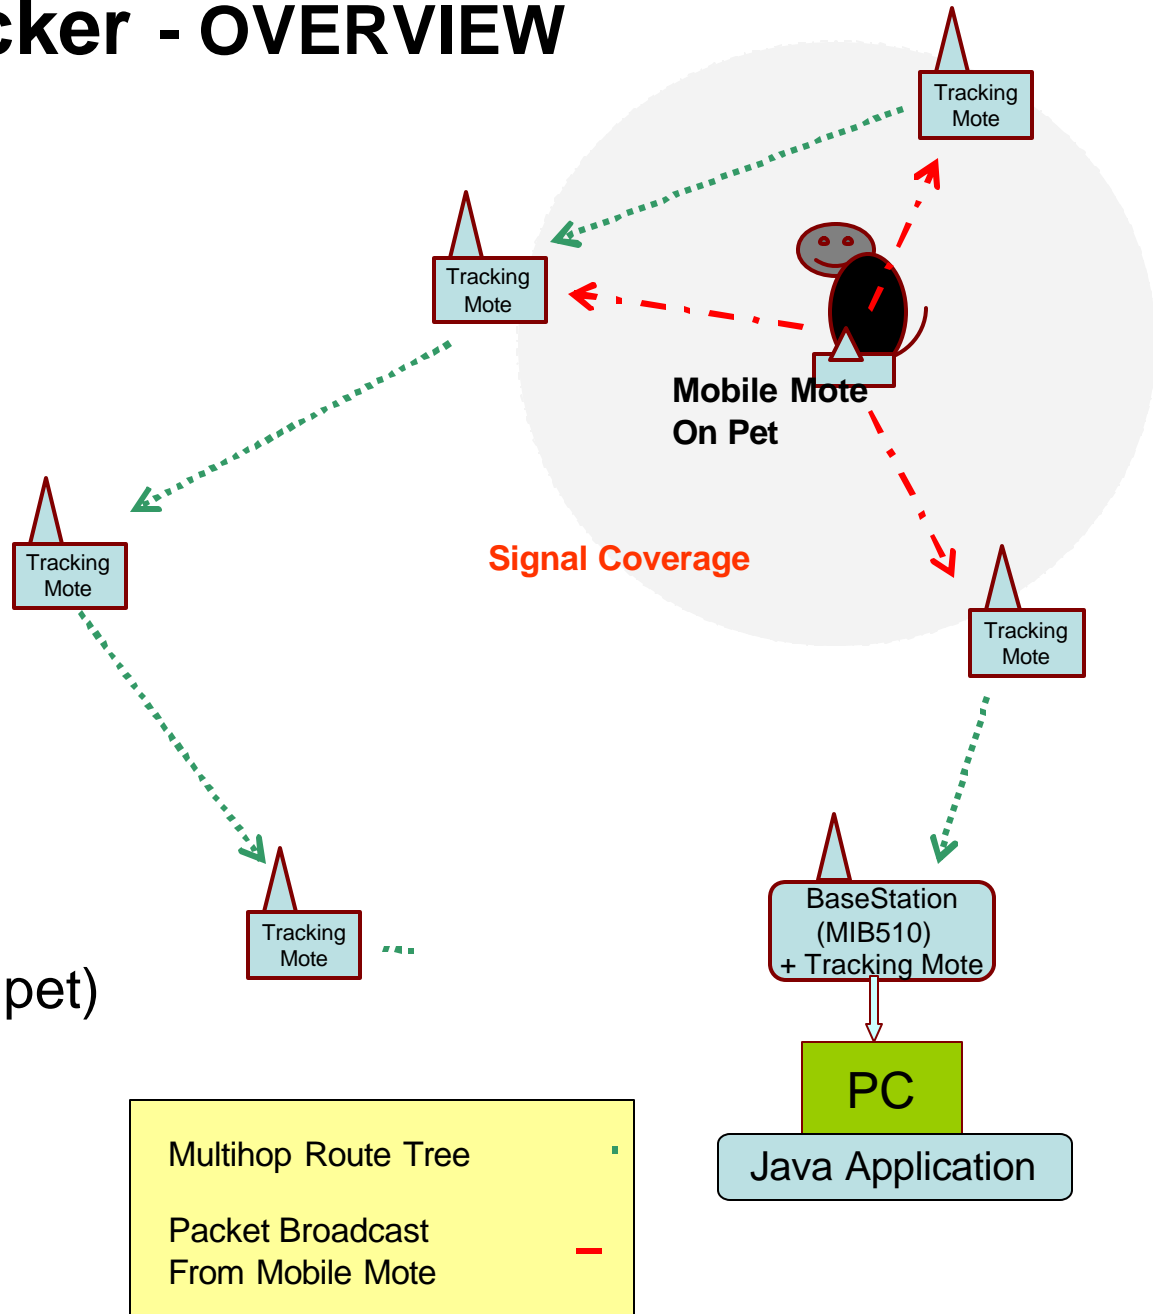 cker - OVERVIEW
Tracking
Mote
Tracking
Mote
Mobile Mote
On Pet
Signal Coverage
Tracking
Mote
Tracking
Mote
BaseStation
(MIB510)
+ Tracking Mote
Tracking
Mote
pet)
PC
Java Application
Multihop Route Tree
Packet Broadcast
From Mobile Mote